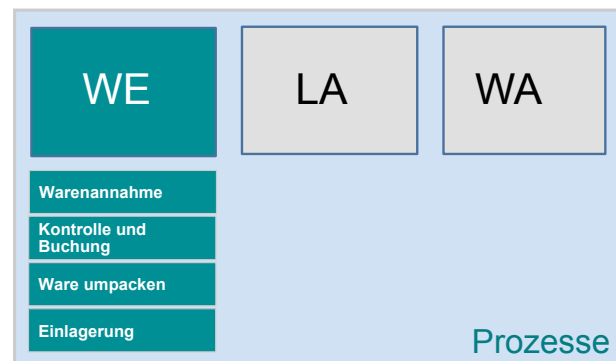 WE
LA
WA
Warenannahme
Kontrolle und
Buchung
Ware umpacken
Einlagerung
Prozesse